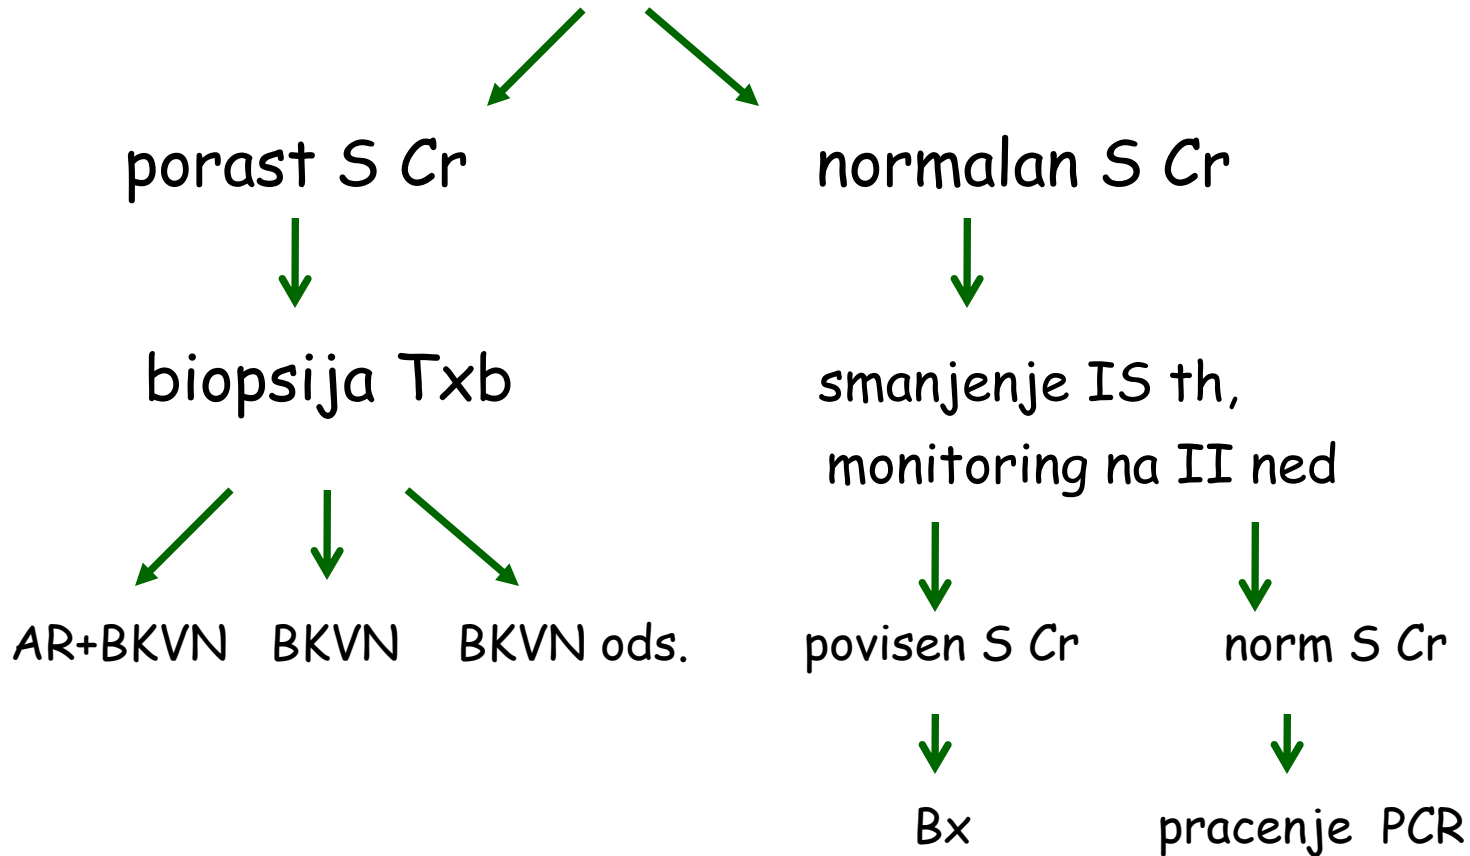 porast S Cr
normalan S Cr
biopsija Txb
smanjenje IS th,
monitoring na II ned
AR+BKVN
BKVN
BKVN ods.
povisen S Cr
norm S Cr
Bx
pracenje PCR